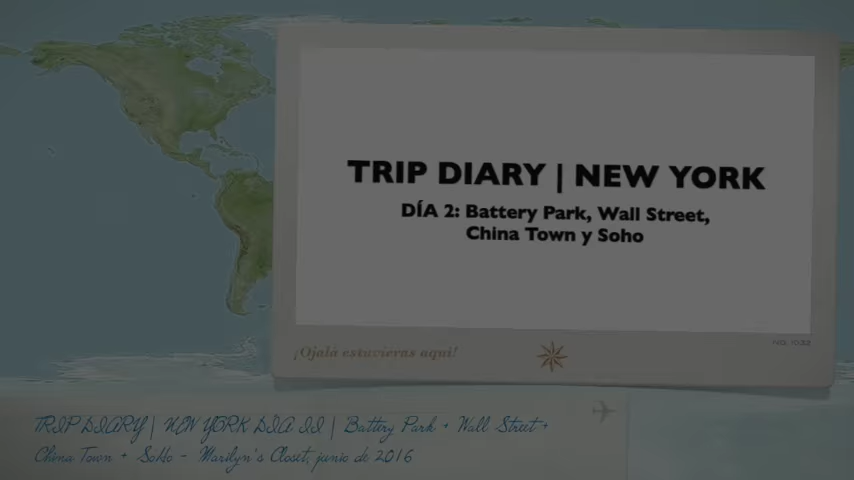 TRIP DIARY | NEW YORK
DÍA 2: Battery Park, Wall Street,
China Town y Soho
NO. 1032
¡Ojalá estuvieras aquí!
TRIP DIARY | NEW YORK DÍA II | Battery Park + Wall Street +
China Town + SoHo - Marilyn's Closet, junio de 2016